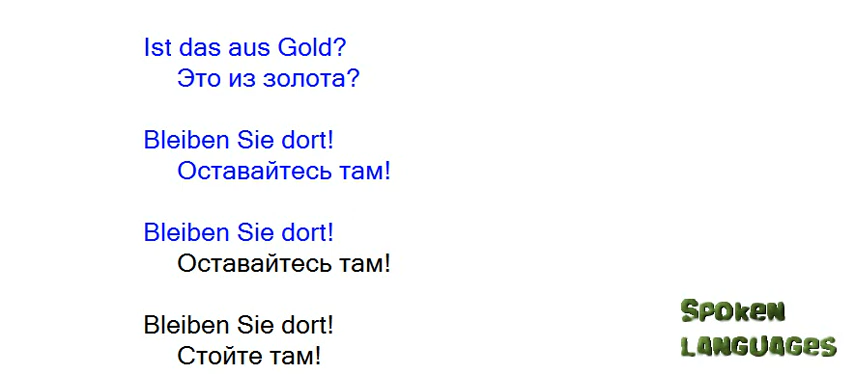 Ist das aus Gold?
Это из золота?
Bleiben Sie dort!
Оставайтесь там!
Bleiben Sie dort!
Оставайтесь там!
Bleiben Sie dort!
Стойте там!
Spoken
Languages